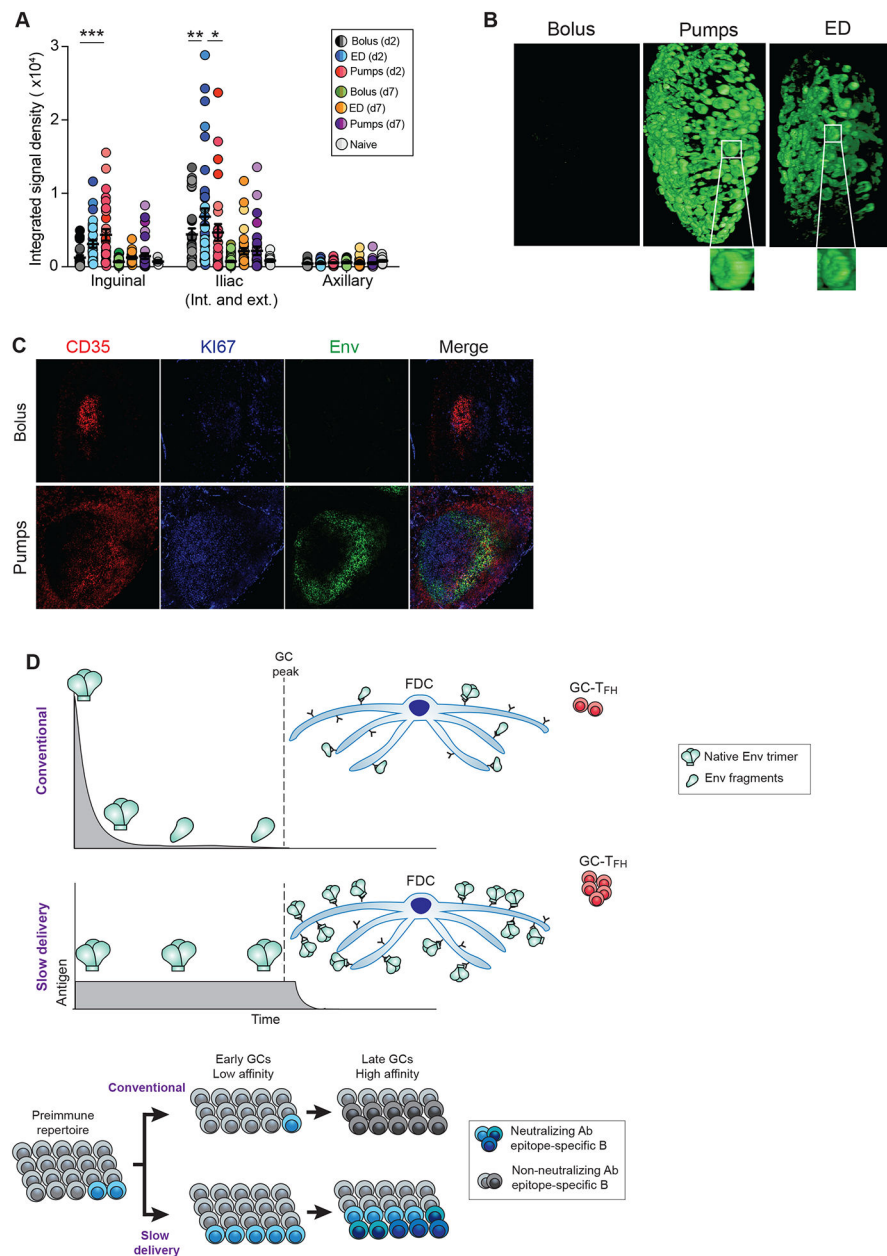 A
***
** *
Integrated signal density ( x10⁴)
3
2
1
0
Inguinal
Iliac
(Int. and ext.)
Axillary
Bolus (d2)
ED (d2)
Pumps (d2)
Bolus (d7)
ED (d7)
Pumps (d7)
Naive
B
Bolus
Pumps
ED
C
CD35
KI67
Env
Merge
Bolus
Pumps
D
GC
peak
Conventional
FDC
GC-TFH
Native Env trimer
Env fragments
Slow delivery
Antigen
Time
FDC
GC-TFH
Preimmune
repertoire
Conventional
Slow
delivery
Early GCs
Low affinity
Late GCs
High affinity
Neutralizing Ab
epitope-specific B
Non-neutralizing Ab
epitope-specific B